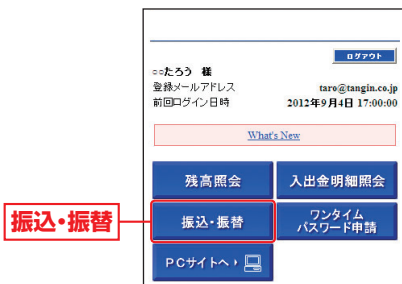 ログアウト
○○たろう 様
登録メールアドレス taro@tangin.co.jp
前回ログイン日時 2012年9月4日 17:00:00
What's New
残高照会 入出金明細照会
振込・振替
振込・振替 ワンタイム
パスワード申請
PCサイトへ